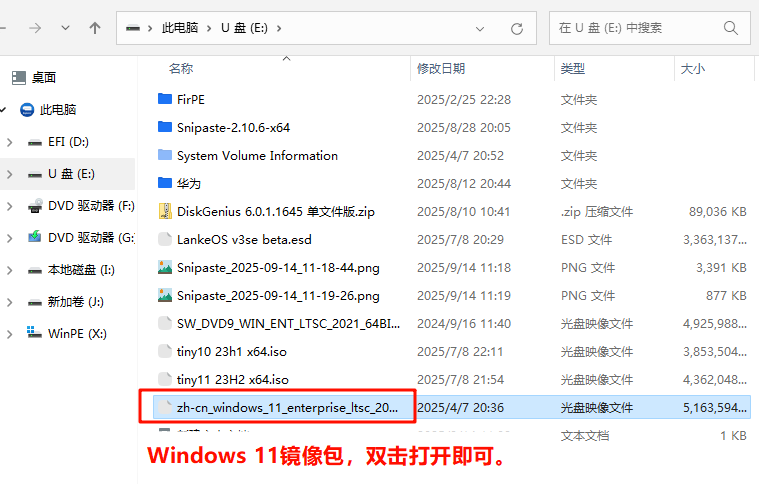 此电脑 U 盘 (E:)
在 U 盘 (E:) 中搜索
桌面
此电脑
EFI (D:)
U 盘 (E:)
DVD 驱动器 (F:)
DVD 驱动器 (G:
本地磁盘 (I:)
新加卷 (J:)
WinPE (X:)
名称 修改日期 类型 大小
FirPE 2025/2/25 22:28 文件夹
Snipaste-2.10.6-x64 2025/8/28 20:05 文件夹
System Volume Information 2025/4/7 20:52 文件夹
华为 2025/8/12 20:44 文件夹
DiskGenius 6.0.1.1645 单文件版.zip 2025/8/10 10:41 .zip 压缩文件 89,036 KB
LankeOS v3se beta.esd 2025/7/8 20:29 ESD 文件 3,363,137...
Snipaste_2025-09-14_11-18-44.png 2025/9/14 11:18 PNG 文件 3,391 KB
Snipaste_2025-09-14_11-19-26.png 2025/9/14 11:19 PNG 文件 877 KB
SW_DVD9_WIN_ENT_LTSC_2021_64BI... 2024/9/16 11:40 光盘映像文件 4,925,988...
tiny10 23h1 x64.iso 2025/7/8 22:11 光盘映像文件 3,853,504...
tiny11 23H2 x64.iso 2025/7/8 21:54 光盘映像文件 4,362,048...
zh-cn_windows_11_enterprise_ltsc_20... 2025/4/7 20:36 光盘映像文件 5,163,594...
文本文档 1 KB
Windows 11镜像包，双击打开即可。